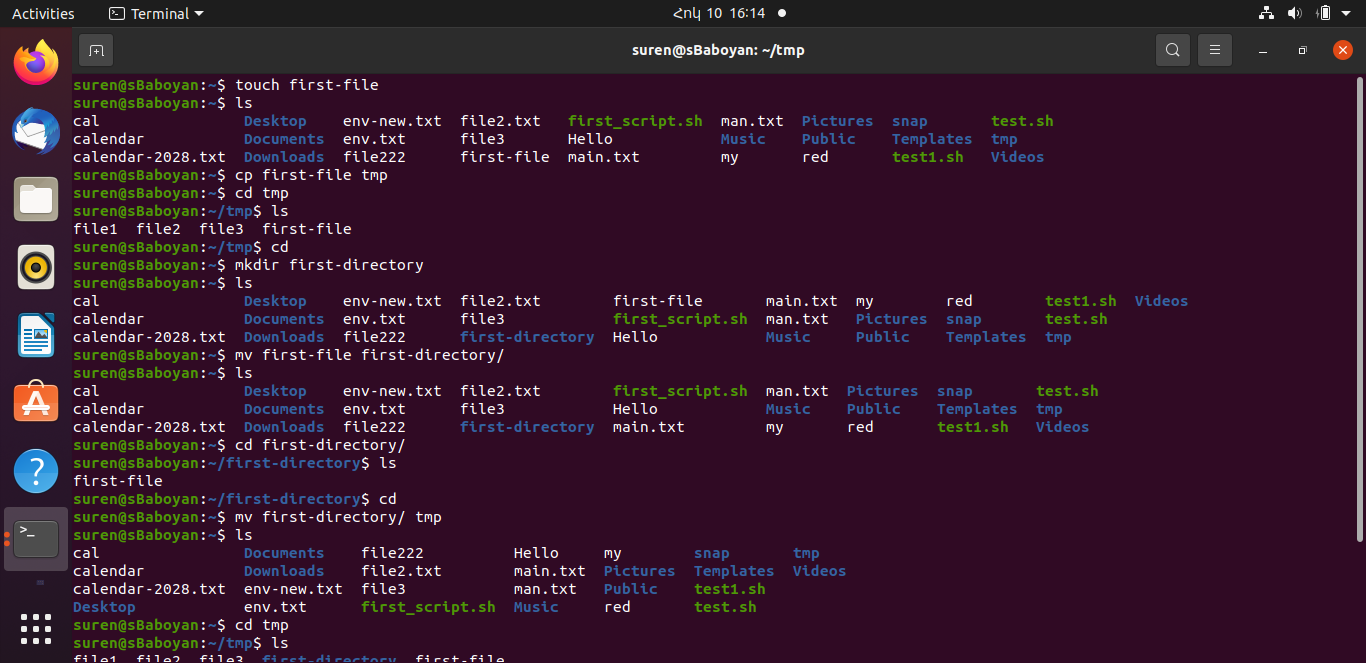 Activities Terminal Հոկ 10 16:14
suren@sBaboyan: ~/tmp
suren@sBaboyan:~$ touch first-file
suren@sBaboyan:~$ ls
cal Desktop env-new.txt file2.txt first_script.sh man.txt Pictures snap test.sh
calendar Documents env.txt file3 Hello Music Public Templates tmp
calendar-2028.txt Downloads file222 first-file main.txt my red test1.sh Videos
suren@sBaboyan:~$ cp first-file tmp
suren@sBaboyan:~$ cd tmp
suren@sBaboyan:~/tmp$ ls
file1 file2 file3 first-file
suren@sBaboyan:~/tmp$ cd
suren@sBaboyan:~$ mkdir first-directory
suren@sBaboyan:~$ ls
cal Desktop env-new.txt file2.txt first-file main.txt my red test1.sh Videos
calendar Documents env.txt file3 first_script.sh man.txt Pictures snap test.sh
calendar-2028.txt Downloads file222 first-directory Hello Music Public Templates tmp
suren@sBaboyan:~$ mv first-file first-directory/
suren@sBaboyan:~$ ls
cal Desktop env-new.txt file2.txt first_script.sh man.txt Pictures snap test.sh
calendar Documents env.txt file3 Hello Music Public Templates tmp
calendar-2028.txt Downloads file222 first-directory main.txt my red test1.sh Videos
suren@sBaboyan:~$ cd first-directory/
suren@sBaboyan:~/first-directory$ ls
first-file
suren@sBaboyan:~/first-directory$ cd
suren@sBaboyan:~$ mv first-directory/ tmp
suren@sBaboyan:~$ ls
cal Documents file222 Hello my snap tmp
calendar Downloads file2.txt main.txt Pictures Templates Videos
calendar-2028.txt env-new.txt file3 man.txt Public test1.sh
Desktop env.txt first_script.sh Music red test.sh
suren@sBaboyan:~$ cd tmp
suren@sBaboyan:~/tmp$ ls
file1 file2 file3 first-directory first-file